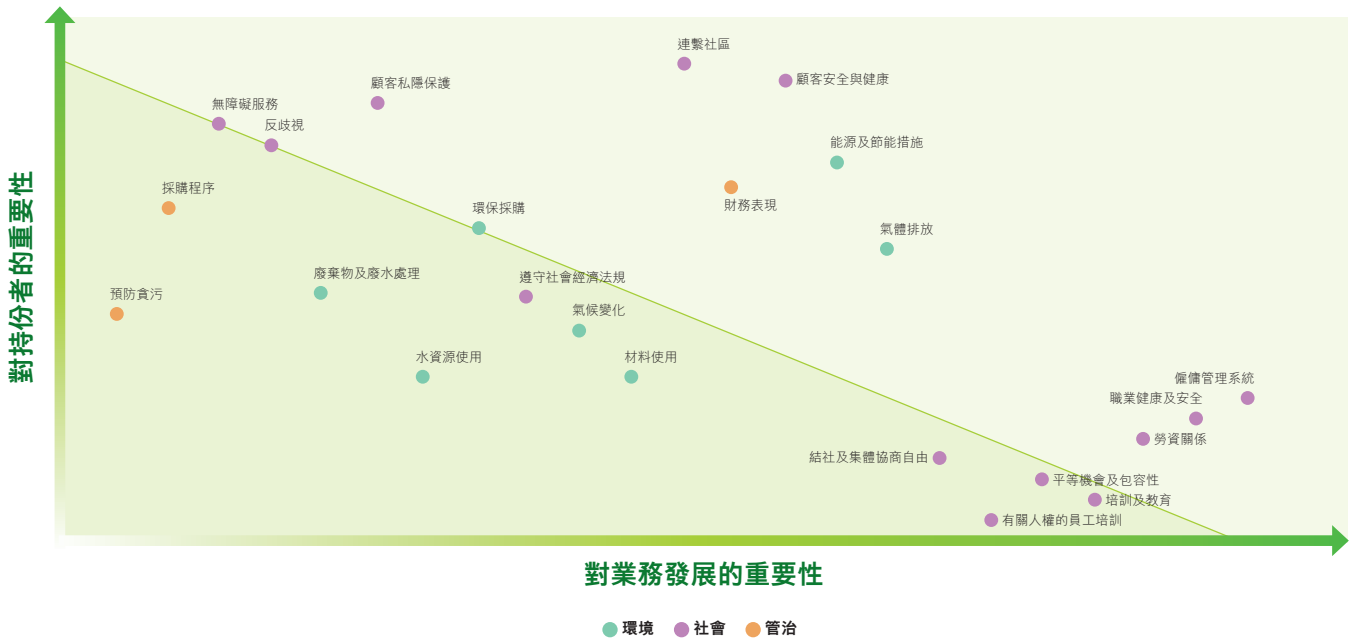 連繫社區
顧客安全與健康
顧客私隱保護
無障礙服務
反歧視
能源及節能措施
採購程序
財務表現
環保採購
氣體排放
廢棄物及廢水處理
遵守社會經濟法規
預防貪污
氣候變化
水資源使用
材料使用
僱傭管理系統
職業健康及安全
勞資關係
結社及集體協商自由
平等機會及包容性
培訓及教育
有關人權的員工培訓
對持份者的重要性
對業務發展的重要性
環境 社會 管治